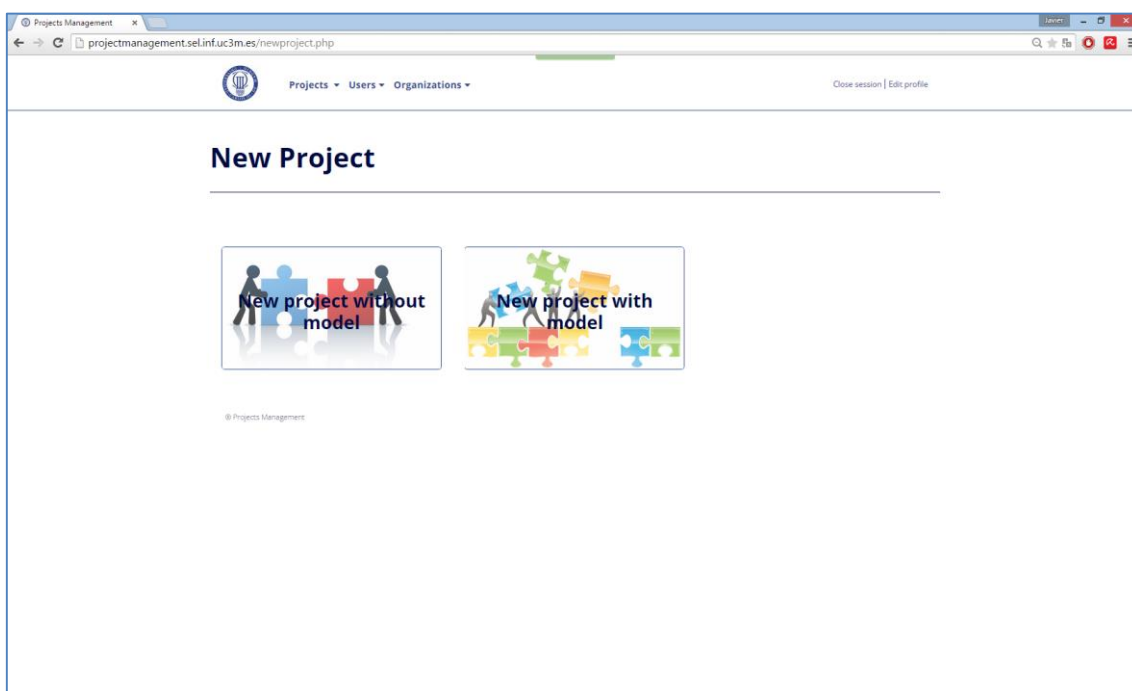 Projects Management
Javier
projectmanagement.sel.inf.uc3m.es/newproject.php
Projects Users Organizations
Close session | Edit profile
New Project
New project without
model
New project with
model
® Projects Management